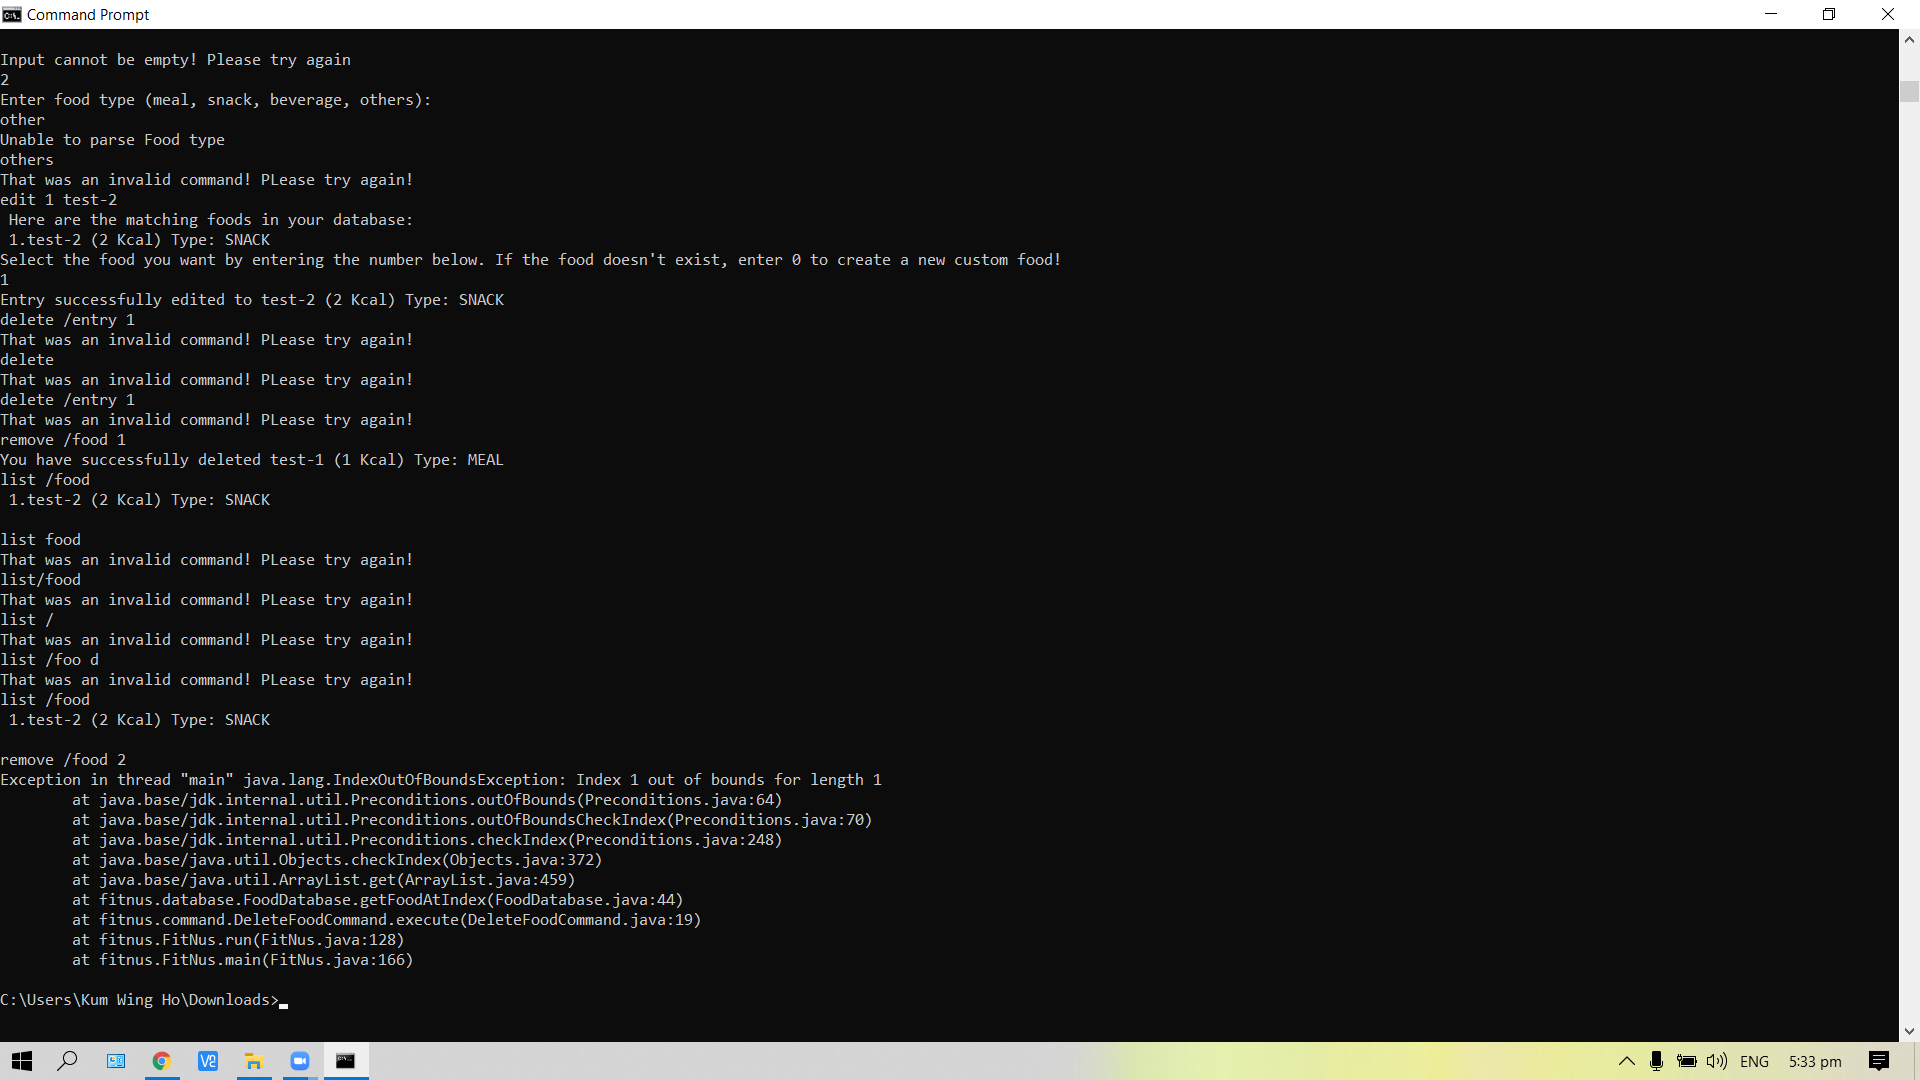 Command Prompt
Input cannot be empty! Please try again
2
Enter food type (meal, snack, beverage, others):
other
Unable to parse Food type
others
That was an invalid command! PLease try again!
edit 1 test-2
 Here are the matching foods in your database:
 1.test-2 (2 Kcal) Type: SNACK
Select the food you want by entering the number below. If the food doesn't exist, enter 0 to create a new custom food!
1
Entry successfully edited to test-2 (2 Kcal) Type: SNACK
delete /entry 1
That was an invalid command! PLease try again!
delete
That was an invalid command! PLease try again!
delete /entry 1
That was an invalid command! PLease try again!
remove /food 1
You have successfully deleted test-1 (1 Kcal) Type: MEAL
list /food
 1.test-2 (2 Kcal) Type: SNACK
list food
That was an invalid command! PLease try again!
list/food
That was an invalid command! PLease try again!
list /
That was an invalid command! PLease try again!
list /foo d
That was an invalid command! PLease try again!
list /food
 1.test-2 (2 Kcal) Type: SNACK
remove /food 2
Exception in thread "main" java.lang.IndexOutOfBoundsException: Index 1 out of bounds for length 1
        at java.base/jdk.internal.util.Preconditions.outOfBounds(Preconditions.java:64)
        at java.base/jdk.internal.util.Preconditions.outOfBoundsCheckIndex(Preconditions.java:70)
        at java.base/jdk.internal.util.Preconditions.checkIndex(Preconditions.java:248)
        at java.base/java.util.Objects.checkIndex(Objects.java:372)
        at java.base/java.util.ArrayList.get(ArrayList.java:459)
        at fitnus.database.FoodDatabase.getFoodAtIndex(FoodDatabase.java:44)
        at fitnus.command.DeleteFoodCommand.execute(DeleteFoodCommand.java:19)
        at fitnus.FitNus.run(FitNus.java:128)
        at fitnus.FitNus.main(FitNus.java:166)
C:\Users\Kum Wing Ho\Downloads>
ENG
5:33 pm